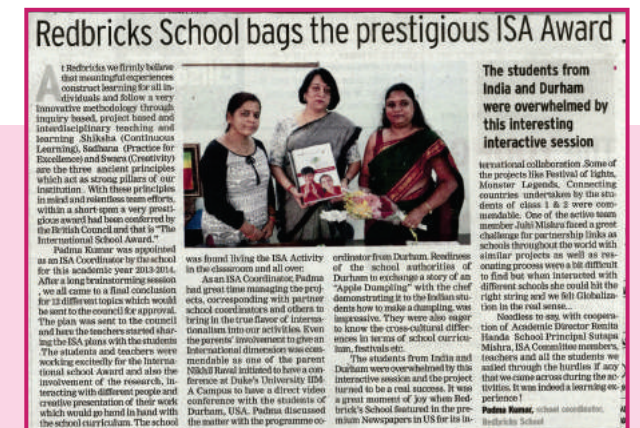 Redbricks School bags the prestigious ISA Award
At Redbricks we firmly believe
that meaningful experiences
construct learning for all in-
dividuals and follow a very
innovative methodology through
inquiry based, project based and
interdisciplinary teaching and
learning .Shiksha (Continuous
Learning), Sadhana (Practice for
Excellence) and Swara (Creativity)
are the three ancient principles
which act as strong pillars of our
institution . With these principles
in mind and relentless team efforts,
within a short span a very presti-
gious award had been conferred by
the British Council and that is "The
International School Award."
Padma Kumar was appointed
as an ISA Coordinator by the school
for this academic year 2013-2014.
After a long brainstorming session
, we all came to a final conclusion
for 13 different topics which would
be sent to the council for approval.
The plan was sent to the council
and here the teachers started shar-
ing the ISA plans with the students
.The students and teachers were
working excitedly for the Interna-
tional school Award and also the
involvement of the research, in-
teracting with different people and
creative presentation of their work
which would go hand in hand with
the school curriculum. The school
was found living the ISA Activity
in the classroom and all over.
As an ISA Coordinator, Padma
had great time managing the proj-
ects, corresponding with partner
school coordinators and others to
bring in the true flavor of interna-
tionalism into our activities. Even
the parents' involvement to give an
International dimension was com-
mendable as one of the parent
Nikhil Raval initiated to have a con-
ference at Duke's University IIM-
A Campus to have a direct video
conference with the students of
Durham, USA. Padma discussed
the matter with the programme co-
ordinator from Durham. Readiness
of the school authorities of
Durham to exchange a story of an
"Apple Dumpling" with the chef
demonstrating it to the Indian stu-
dents how to make a dumping, was
impressive. They were also eager
to know the cross-cultural differ-
ences in terms of school curricu-
lum, festivals etc.
The students from India and
Durham were overwhelmed by this
interactive session and the project
turned to be a real success. It was
a great moment of joy when Red-
brick's School featured in the pre-
mium Newspapers in US for its in-
The students from
India and Durham
were overwhelmed by
this interesting
interactive session
ternational collaboration .Some of
the projects like Festival of lights,
Monster Legends, Connecting
countries undertaken by the stu-
dents of class 1 & 2 were com-
mendable. One of the active team
member Juhi Mishra faced a great
challenge for partnership links as
schools throughout the world with
similar projects as well as res-
onating process were a bit difficult
to find but when interacted with
different schools she could hit the
right string and we felt Globaliza-
tion in the real sense...
Needless to say, with coopera-
tion of Academic Director Renita
Handa School Principal Sutapa
Mishra, ISA Committee members,
teachers and all the students we
sailed through the hurdles if any
that we came across during the ac-
tivities. It was indeed a learning ex-
perience !
Padma Kumar, school coordinator,
Redbricks School